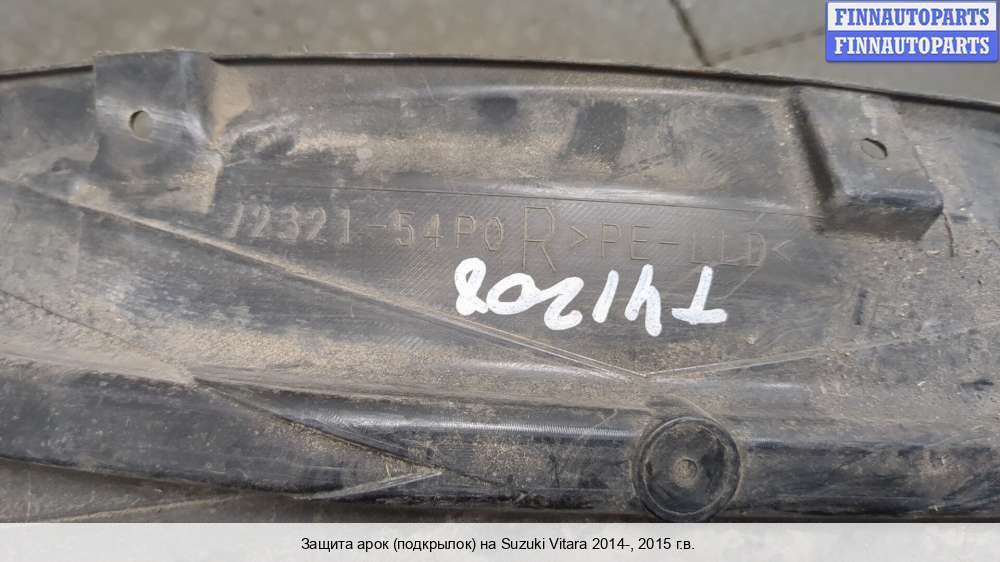 FINNAUTOPARTS
FINNAUTOPARTS
72321-54P0 R >PE-LLD<
T41208
Защита арок (подкрылок) на Suzuki Vitara 2014-, 2015 г.в.